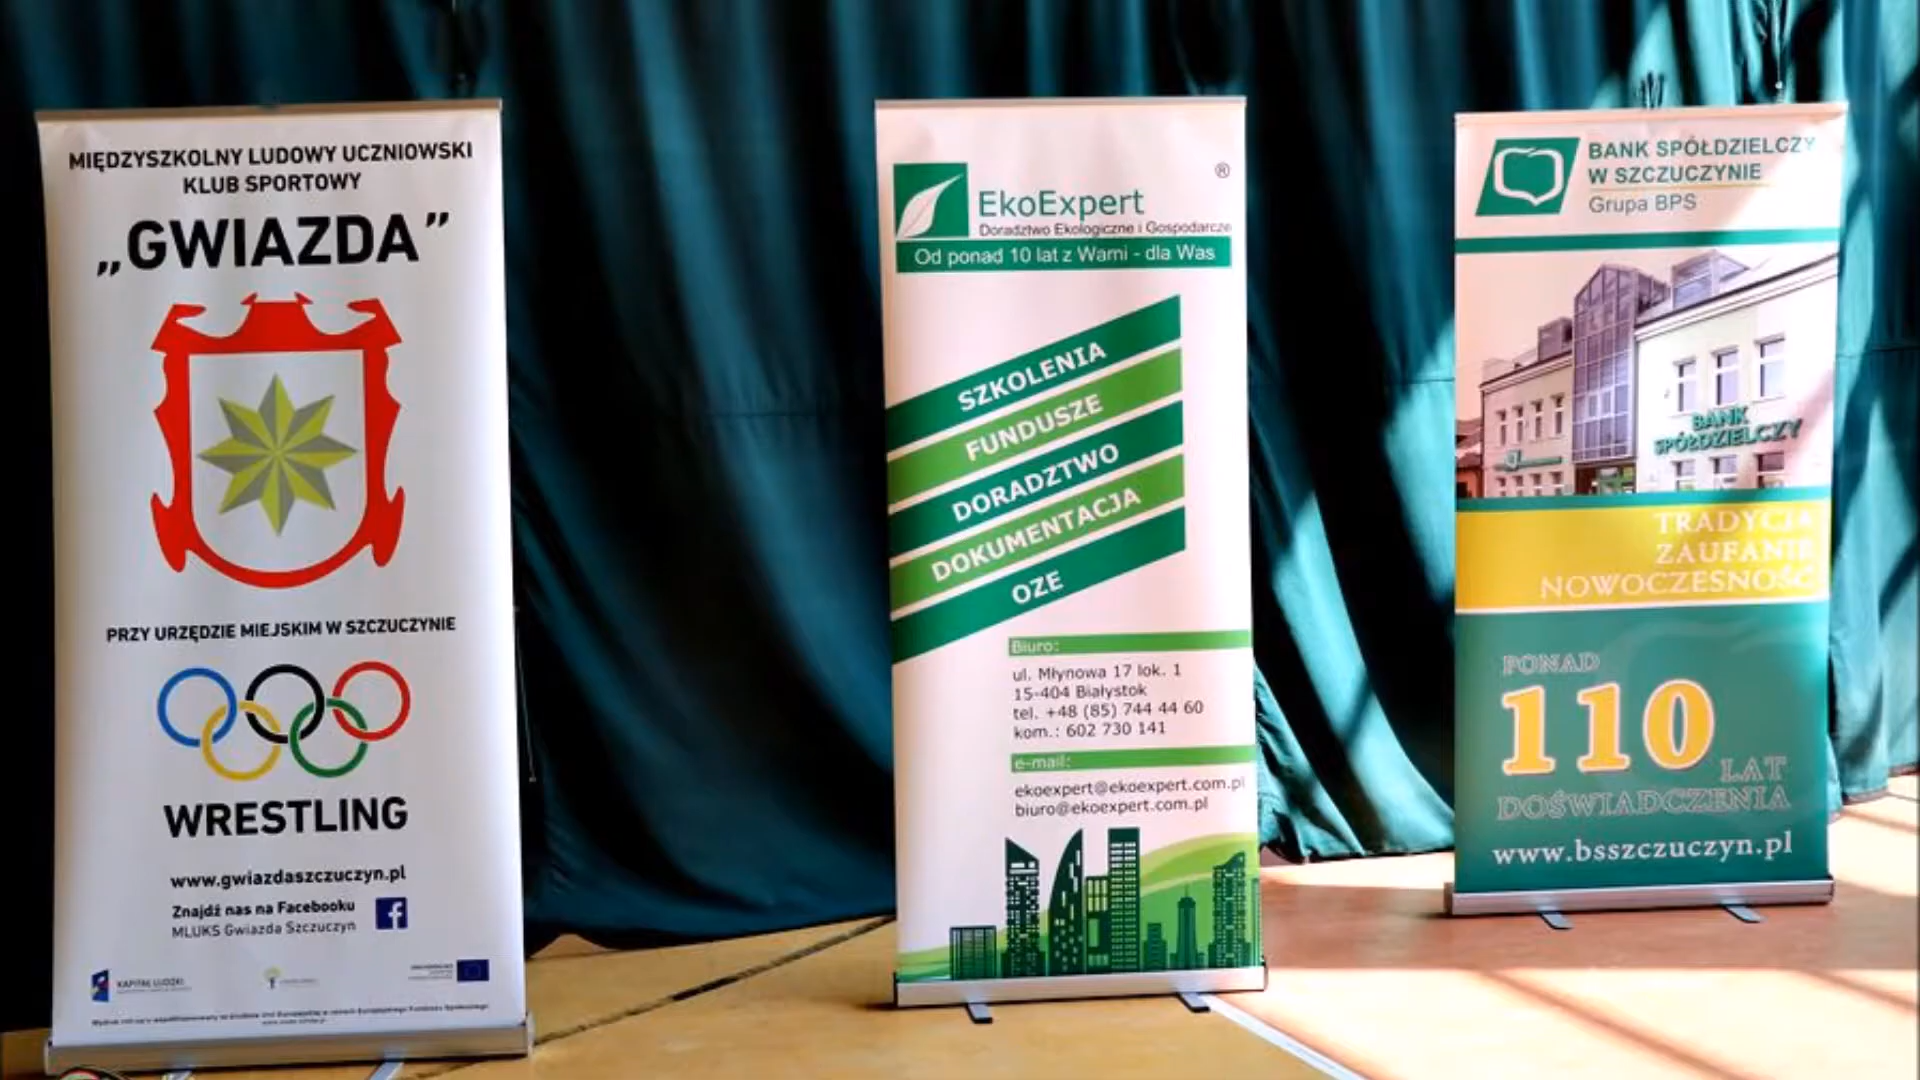 MIĘDZYSZKOLNY LUDOWY UCZNIOWSKI
KLUB SPORTOWY
„GWIAZDA”
PRZY URZĘDZIE MIEJSKIM W SZCZUCZYNIE
WRESTLING
www.gwiazdaszczuczyn.pl
Znajdź nas na Facebooku
MLUKS Gwiazda Szczuczyn
KAPITAŁ LUDZKI
®
EkoExpert
Doradztwo Ekologiczne i Gospodarcze
Od ponad 10 lat z Wami - dla Was
SZKOLENIA
FUNDUSZE
DORADZTWO
DOKUMENTACJA
OZE
Biuro:
ul. Młynowa 17 lok. 1
15-404 Białystok
tel. +48 (85) 744 44 60
kom.: 602 730 141
e-mail:
ekoexpert@ekoexpert.com.pl
biuro@ekoexpert.com.pl
BANK SPÓŁDZIELCZY
W SZCZUCZYNIE
Grupa BPS
BANK
SPÓŁDZIELCZY
TRADYCJA
ZAUFANIE
NOWOCZESNOŚĆ
PONAD
110
LAT
DOŚWIADCZENIA
www.bsszczuczyn.pl